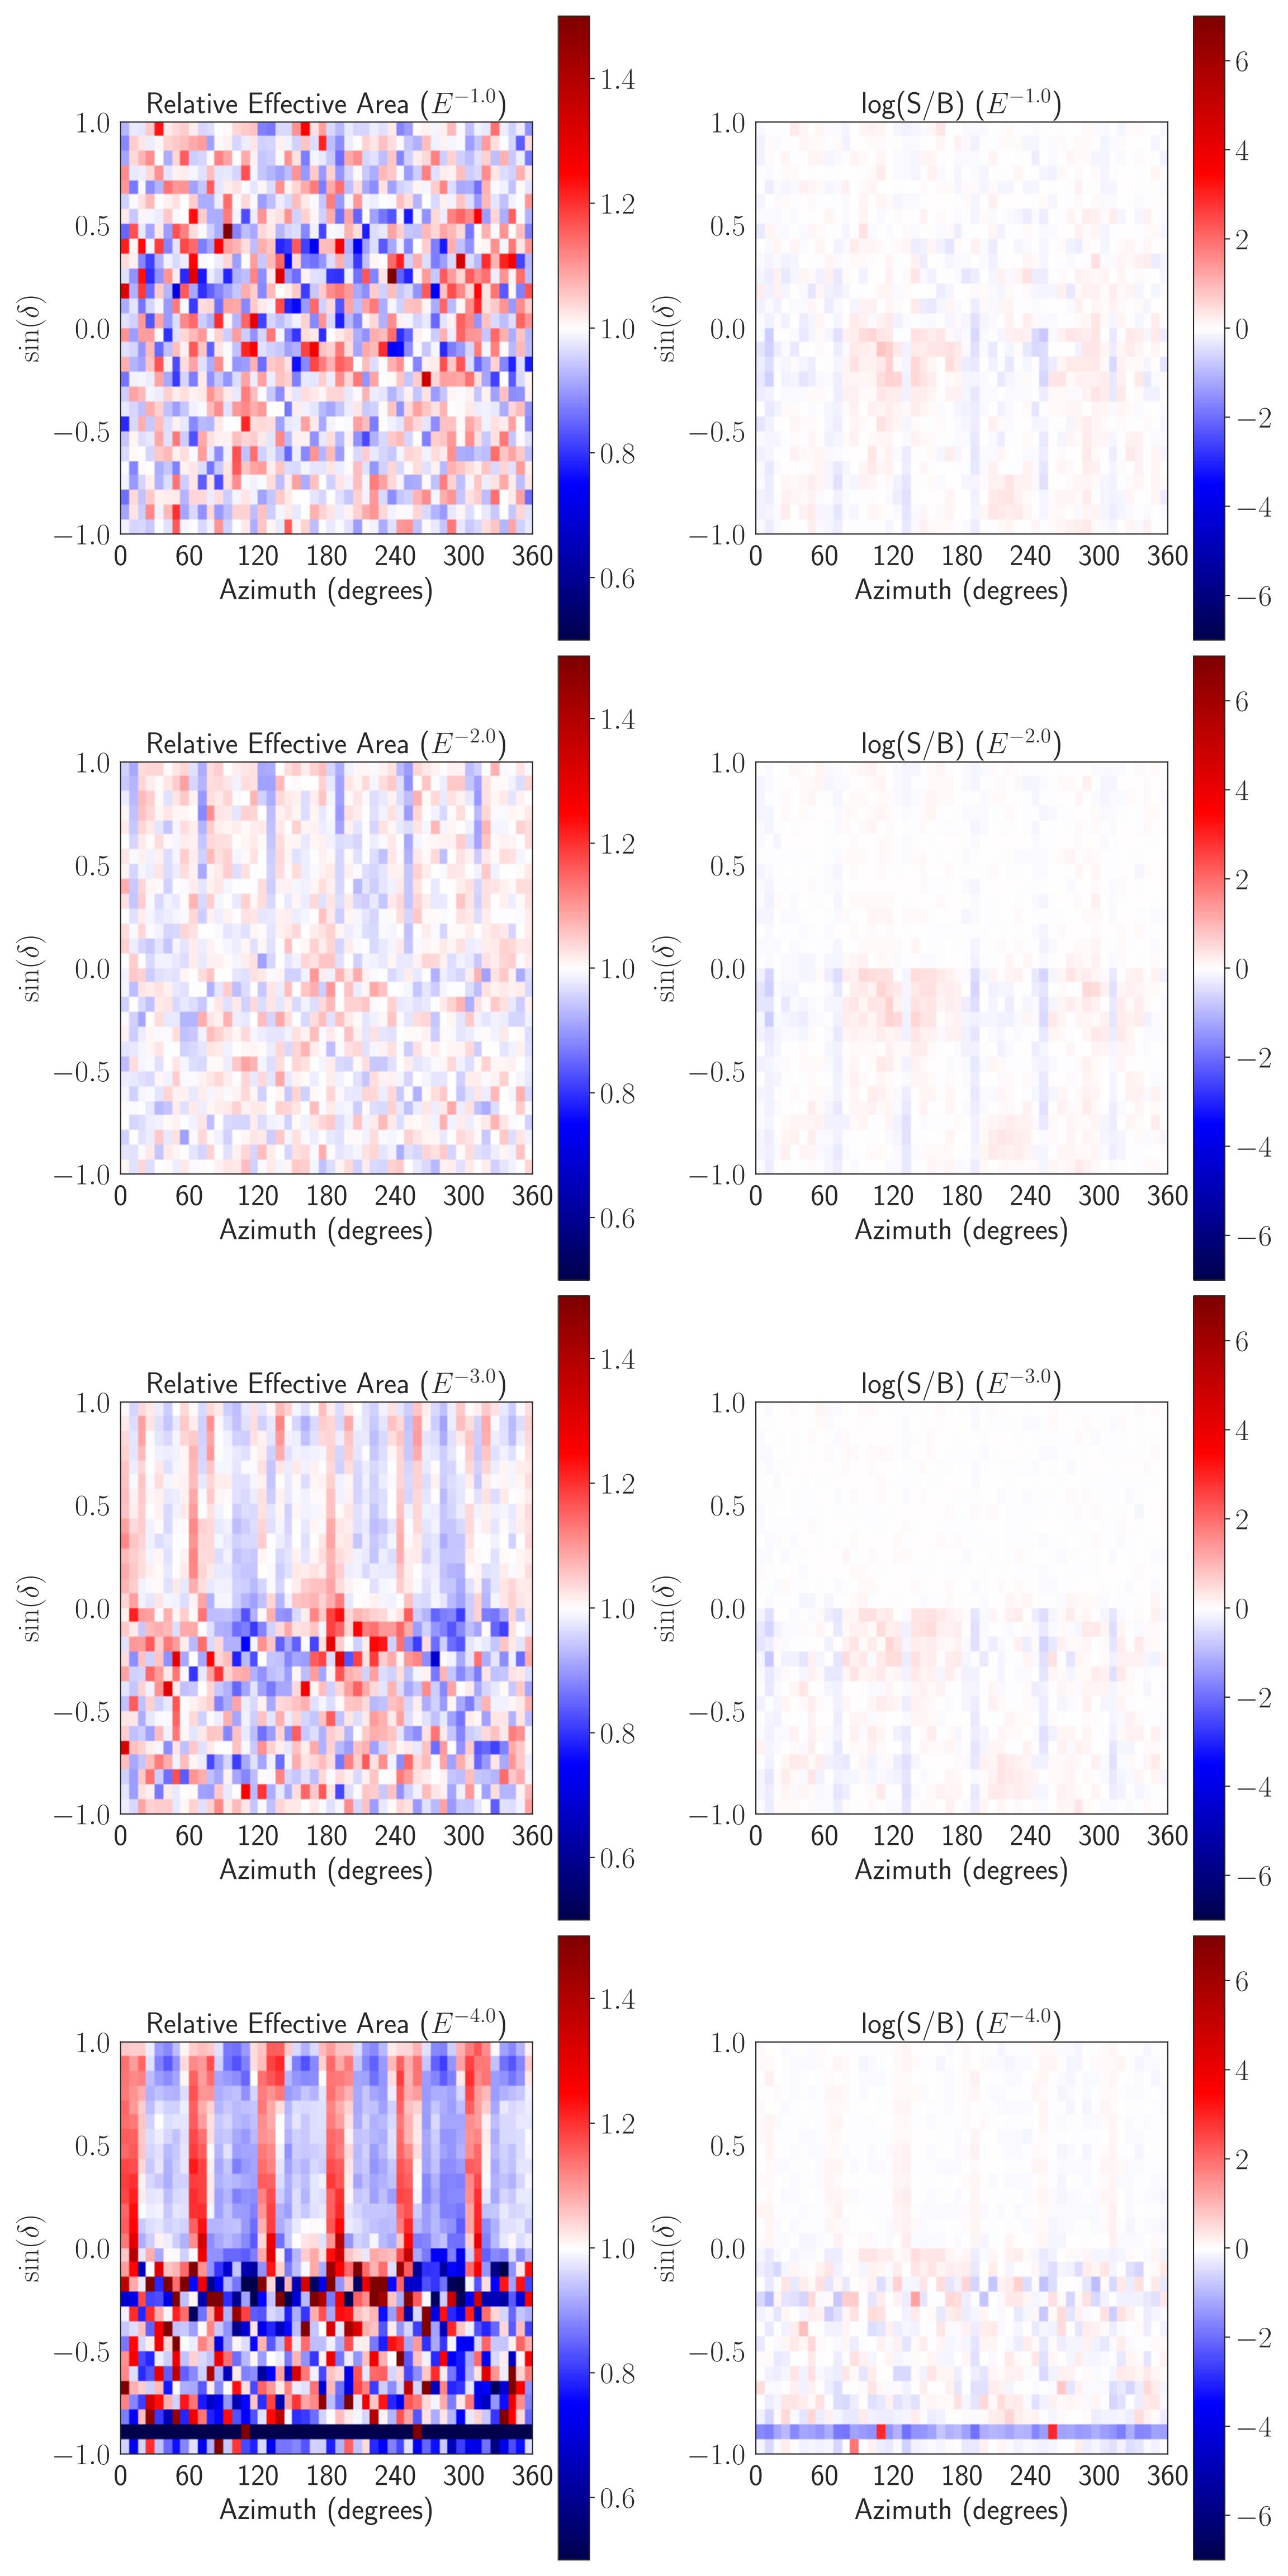 Relative Effective Area (E^{-1.0})
1.0
0.5
0.0
−0.5
−1.0
sin(δ)
0 60 120 180 240 300 360
Azimuth (degrees)
1.4
1.2
1.0
0.8
0.6
log(S/B) (E^{-1.0})
1.0
0.5
0.0
−0.5
−1.0
sin(δ)
0 60 120 180 240 300 360
Azimuth (degrees)
6
4
2
0
−2
−4
−6
Relative Effective Area (E^{-2.0})
1.0
0.5
0.0
−0.5
−1.0
sin(δ)
0 60 120 180 240 300 360
Azimuth (degrees)
1.4
1.2
1.0
0.8
0.6
log(S/B) (E^{-2.0})
1.0
0.5
0.0
−0.5
−1.0
sin(δ)
0 60 120 180 240 300 360
Azimuth (degrees)
6
4
2
0
−2
−4
−6
Relative Effective Area (E^{-3.0})
1.0
0.5
0.0
−0.5
−1.0
sin(δ)
0 60 120 180 240 300 360
Azimuth (degrees)
1.4
1.2
1.0
0.8
0.6
log(S/B) (E^{-3.0})
1.0
0.5
0.0
−0.5
−1.0
sin(δ)
0 60 120 180 240 300 360
Azimuth (degrees)
6
4
2
0
−2
−4
−6
Relative Effective Area (E^{-4.0})
1.0
0.5
0.0
−0.5
−1.0
sin(δ)
0 60 120 180 240 300 360
Azimuth (degrees)
1.4
1.2
1.0
0.8
0.6
log(S/B) (E^{-4.0})
1.0
0.5
0.0
−0.5
−1.0
sin(δ)
0 60 120 180 240 300 360
Azimuth (degrees)
6
4
2
0
−2
−4
−6